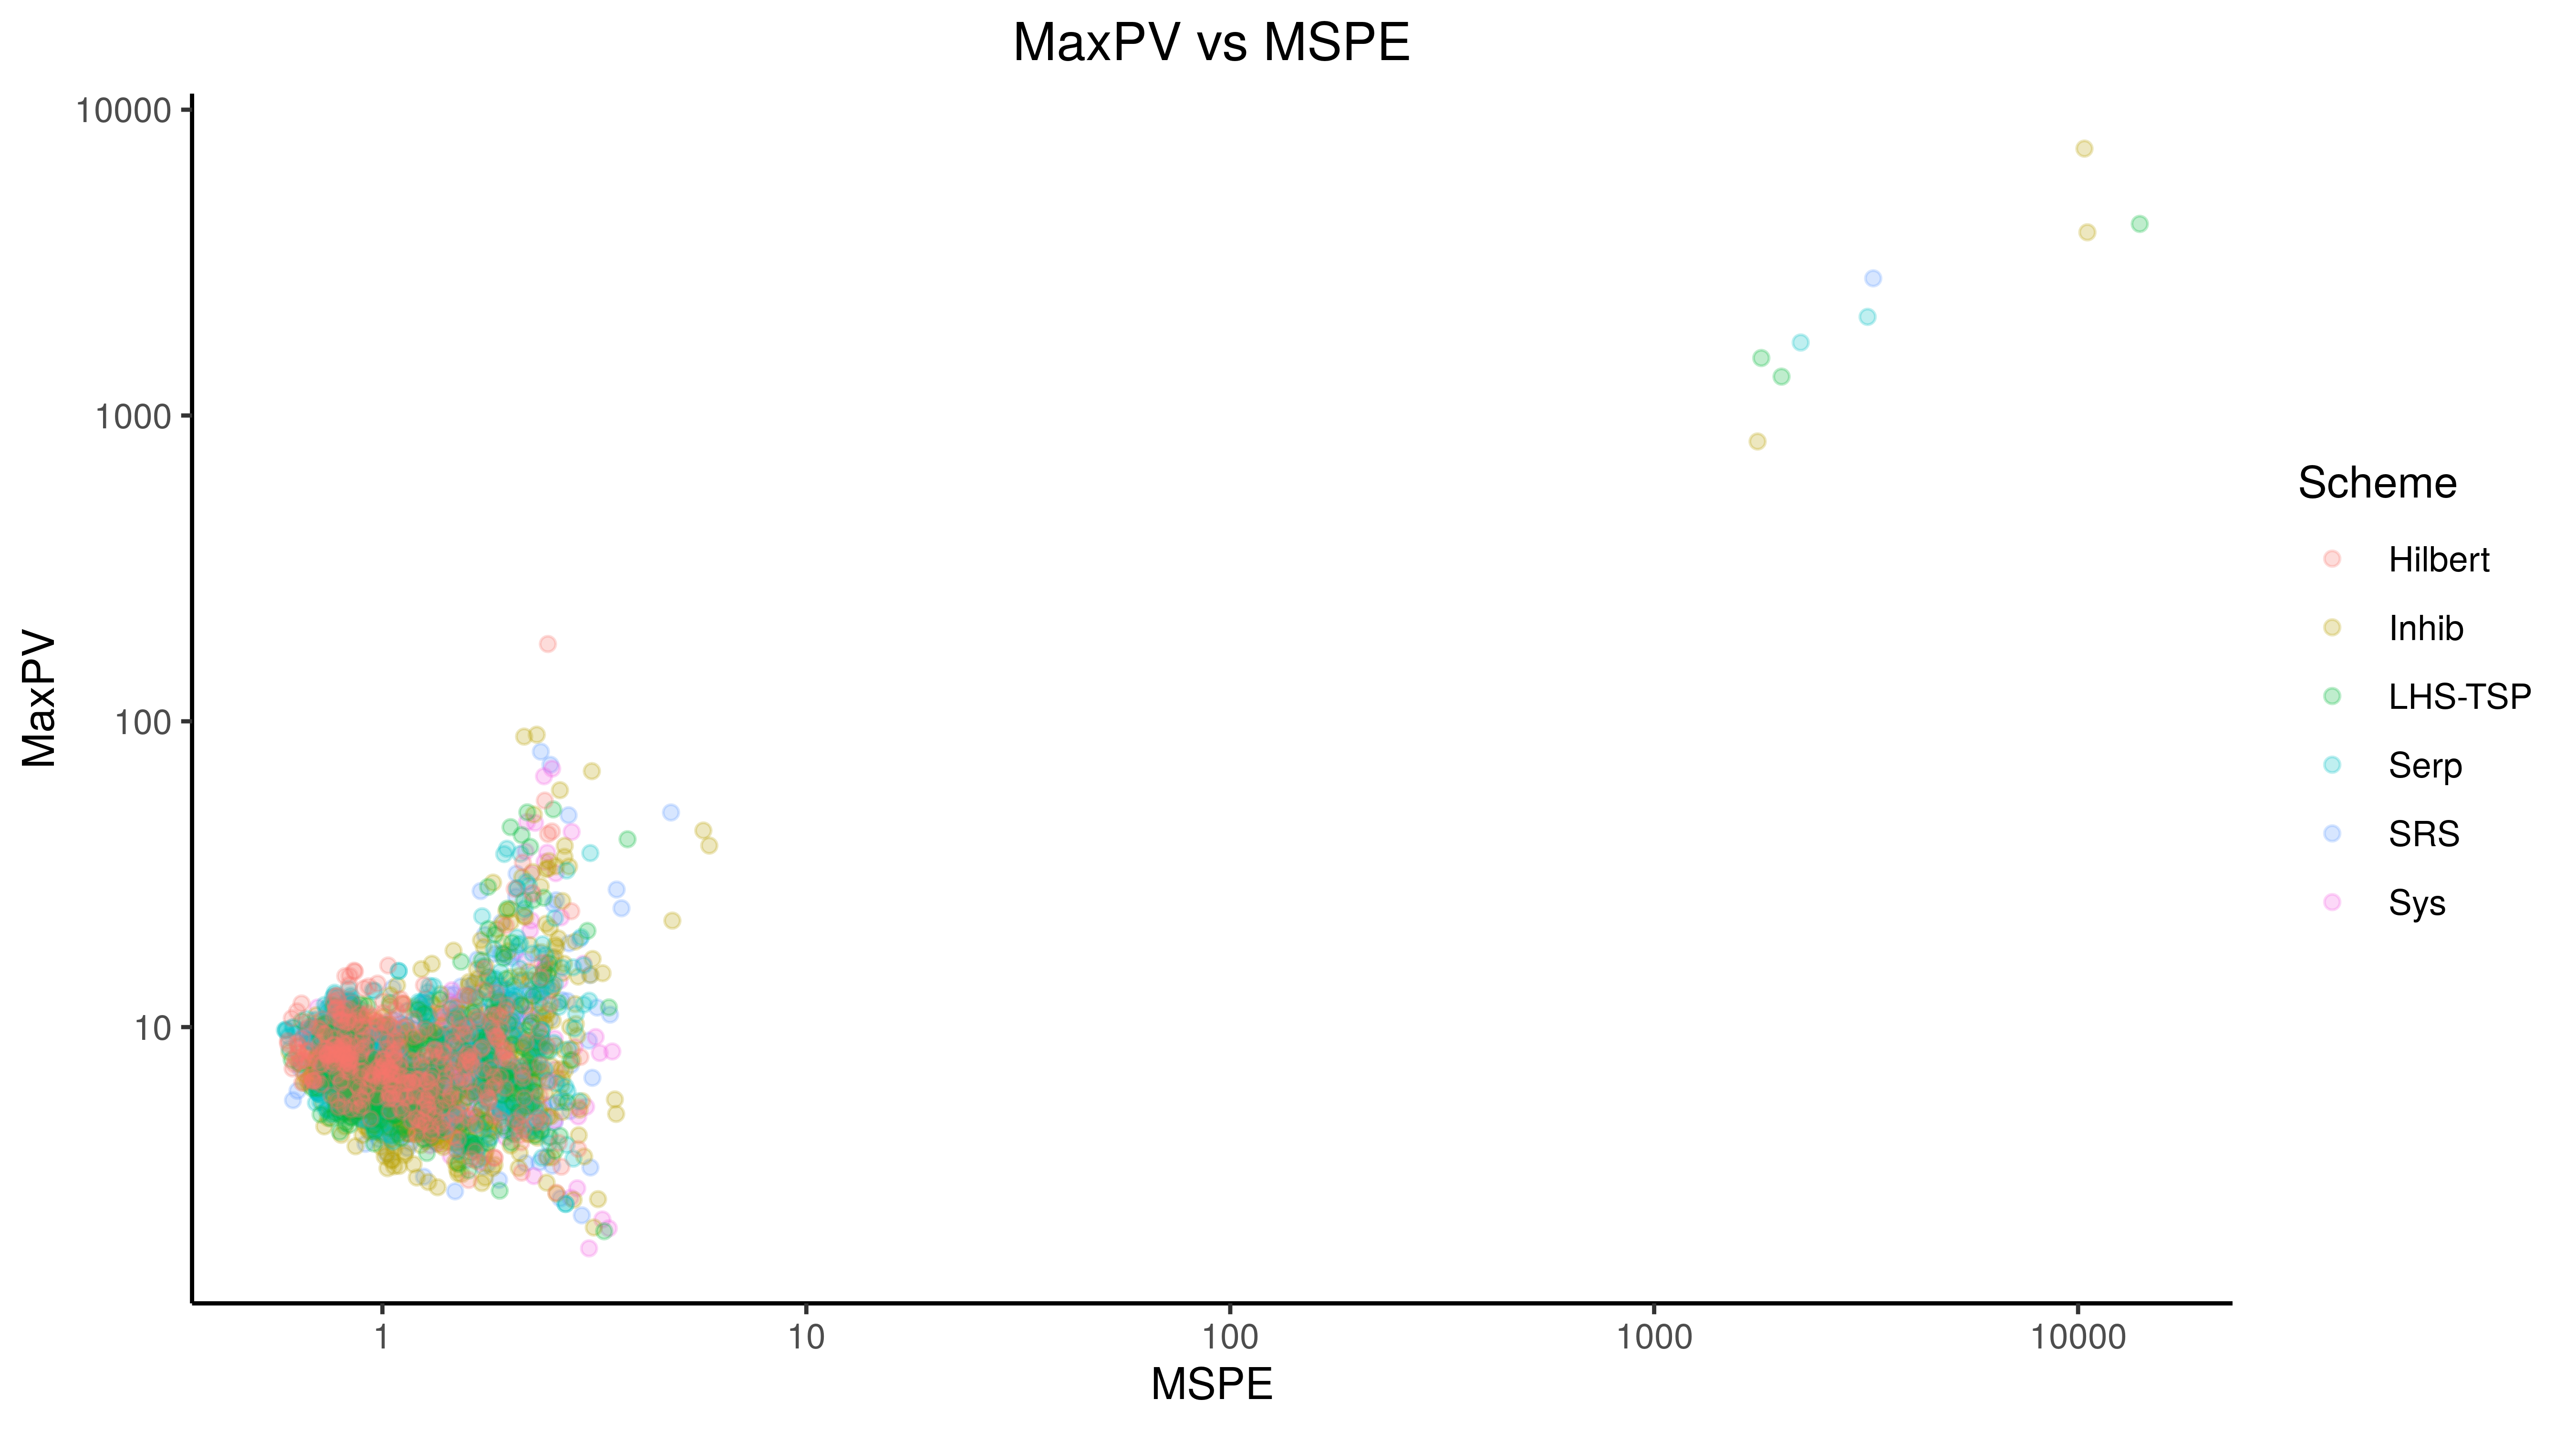 MaxPV vs MSPE
10000
1000
100
10
MaxPV
1
10
100
1000
10000
MSPE
Scheme
Hilbert
Inhib
LHS-TSP
Serp
SRS
Sys